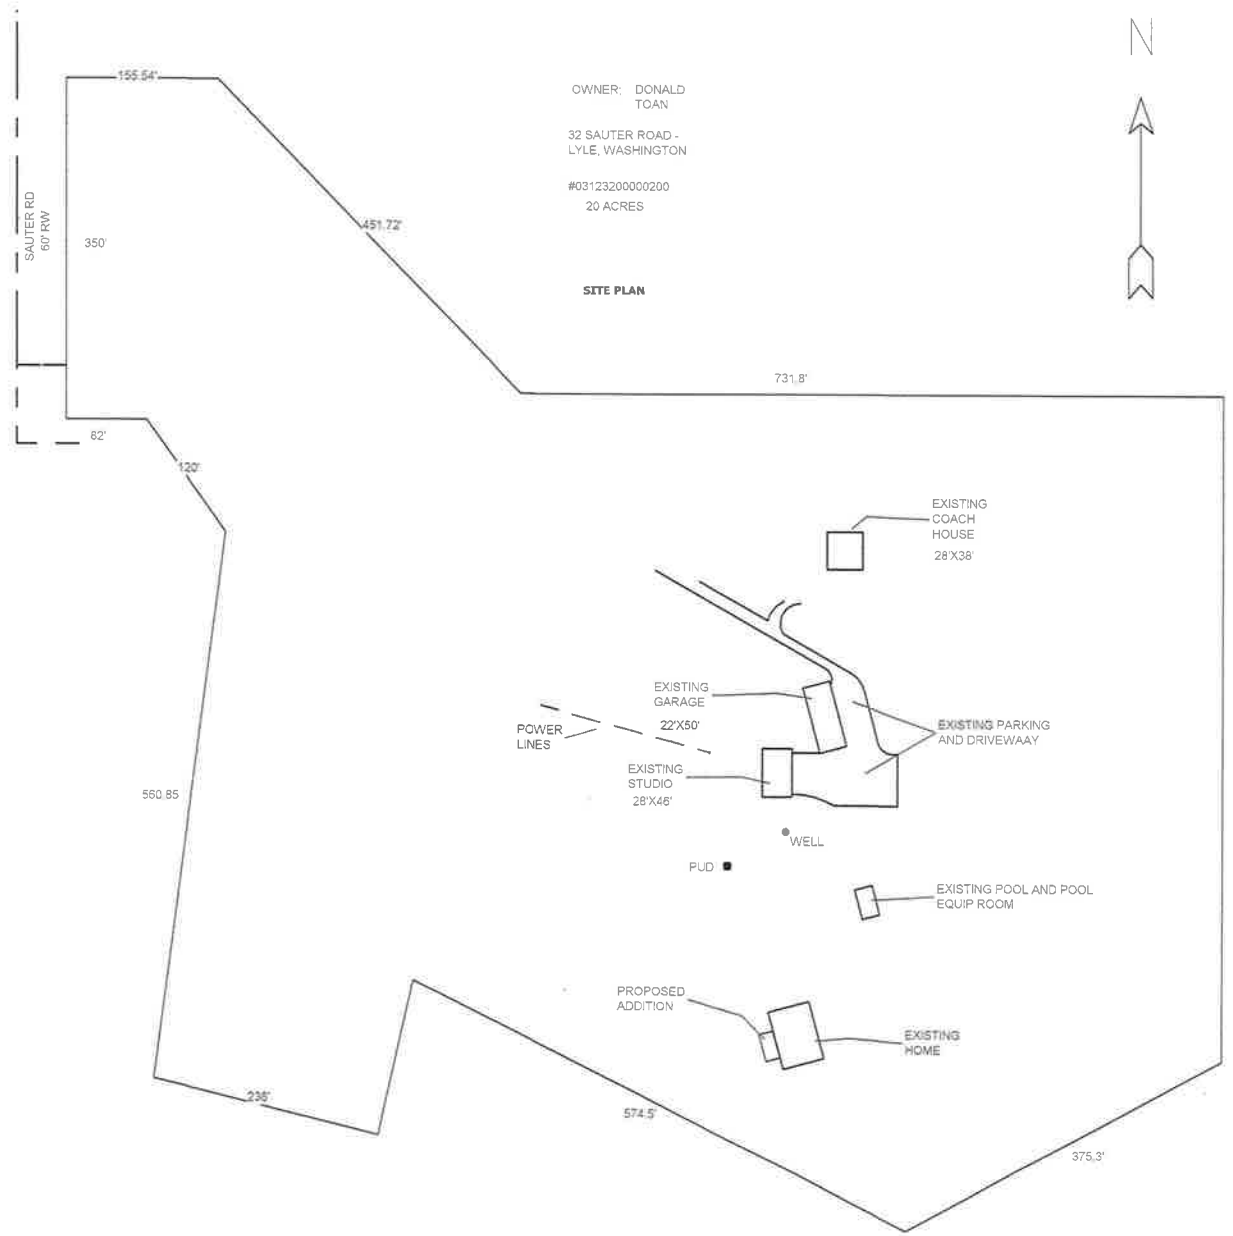 N
155.54'
OWNER: DONALD
TOAN
32 SAUTER ROAD -
LYLE, WASHINGTON
#03123200000200
20 ACRES
SITE PLAN
SAUTER RD
60' RW
350'
451.72'
731.8'
82'
120'
EXISTING
COACH
HOUSE
28'X38'
EXISTING
GARAGE
22'X50'
POWER
LINES
EXISTING PARKING
AND DRIVEWAAY
EXISTING
STUDIO
28'X46'
560.85
WELL
PUD
EXISTING POOL AND POOL
EQUIP ROOM
PROPOSED
ADDITION
EXISTING
HOME
236'
574.5'
375.3'